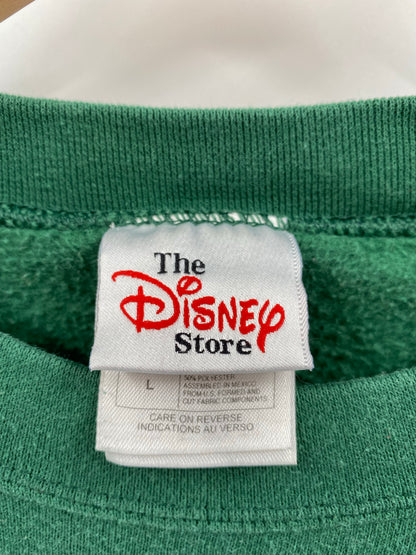 The
Disney
Store
L
50% POLYESTER
ASSEMBLED IN MEXICO
FROM U.S. FORMED AND
CUT FABRIC COMPONENTS.
CARE ON REVERSE
INDICATIONS AU VERSO